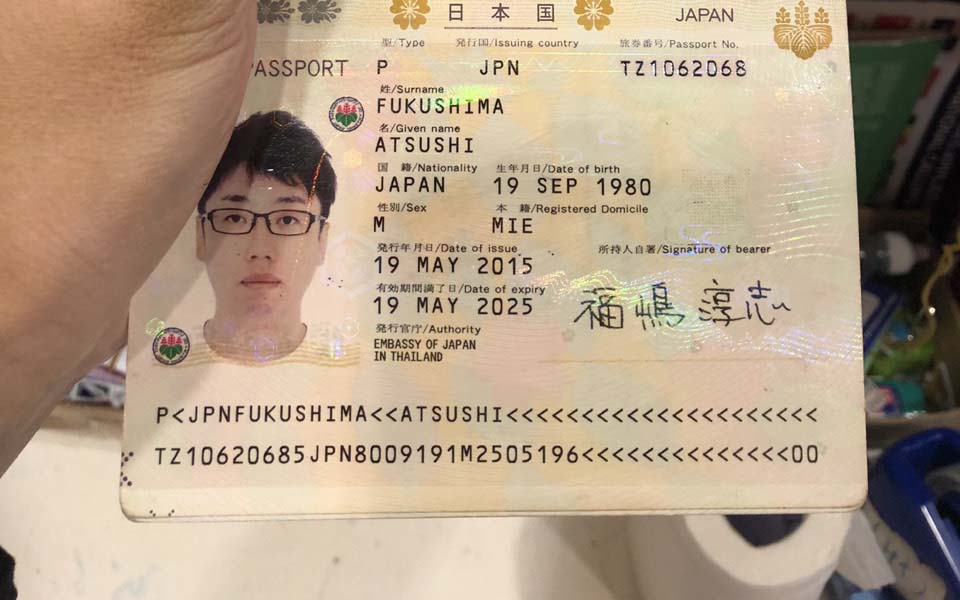 日本国 JAPAN
型/Type 発行国/Issuing country 旅券番号/Passport No.
PASSPORT P JPN TZ1062068
姓/Surname
FUKUSHIMA
名/Given name
ATSUSHI
国 籍/Nationality 生年月日/Date of birth
JAPAN 19 SEP 1980
性別/Sex 本 籍/Registered Domicile
M MIE
発行年月日/Date of issue 所持人自署/Signature of bearer
19 MAY 2015
有効期間満了日/Date of expiry
19 MAY 2025 福嶋 淳志
発行官庁/Authority
EMBASSY OF JAPAN
IN THAILAND
P<JPNFUKUSHIMA<<ATSUSHI<<<<<<<<<<<<<<<<<<<<<
TZ10620685JPN8009191M2505196<<<<<<<<<<<<<<00